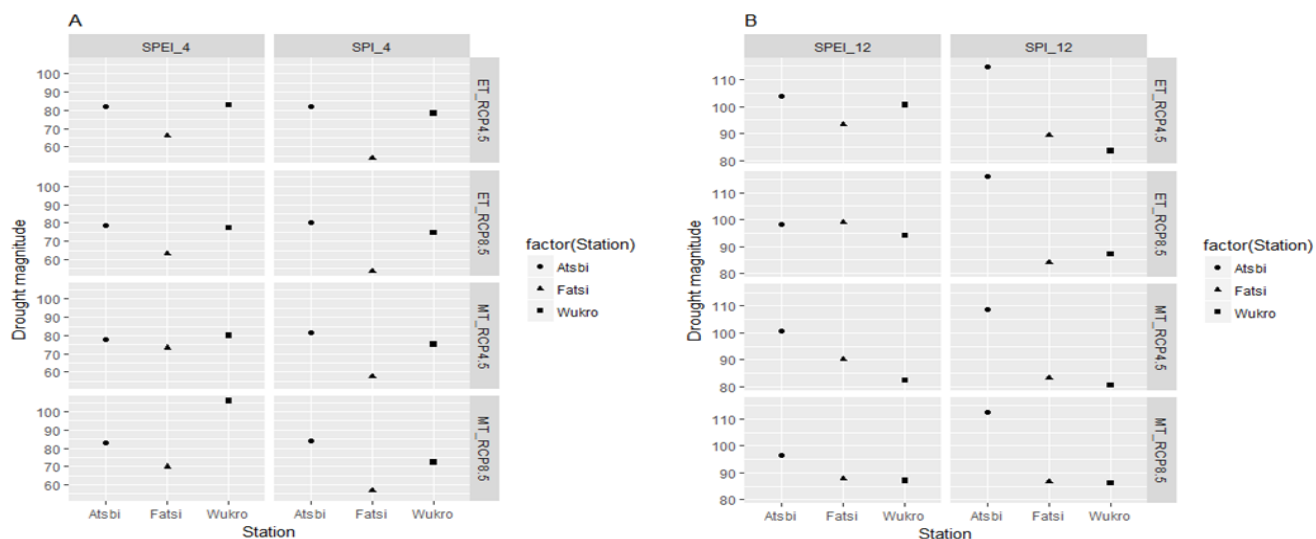 A
SPEI_4
SPI_4
Drought magnitude
100
90
80
70
60
ET_RCP4.5
100
90
80
70
60
ET_RCP8.5
100
90
80
70
60
MT_RCP4.5
100
90
80
70
60
MT_RCP8.5
Atsbi
Fatsi
Wukro
Atsbi
Fatsi
Wukro
Station
factor(Station)
Atsbi
Fatsi
Wukro
B
SPEI_12
SPI_12
Drought magnitude
110
100
90
80
ET_RCP4.5
110
100
90
80
ET_RCP8.5
110
100
90
80
MT_RCP4.5
110
100
90
80
MT_RCP8.5
Atsbi
Fatsi
Wukro
Atsbi
Fatsi
Wukro
Station
factor(Station)
Atsbi
Fatsi
Wukro